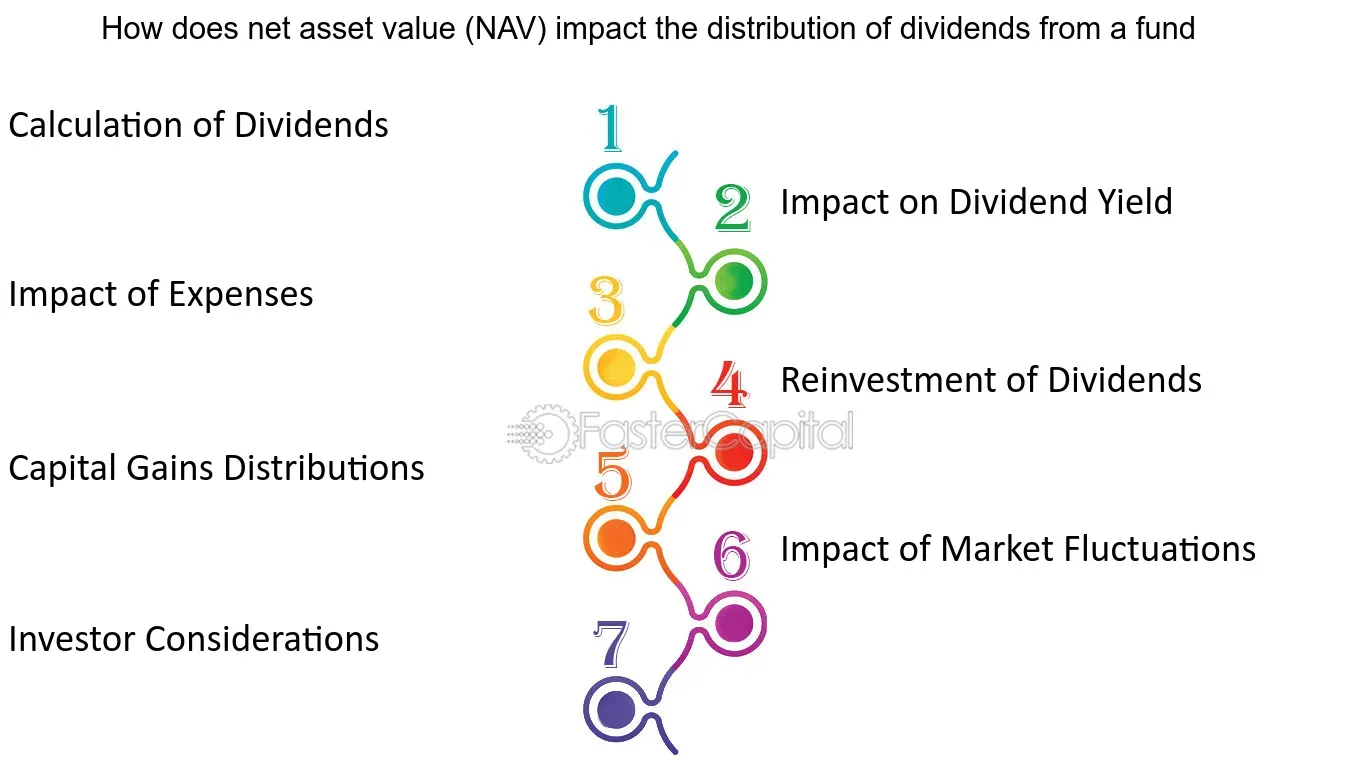 How does net asset value (NAV) impact the distribution of dividends from a fund
Calculation of Dividends
1
2
Impact on Dividend Yield
Impact of Expenses
3
4
Reinvestment of Dividends
FasterCapital
Capital Gains Distributions
5
6
Impact of Market Fluctuations
Investor Considerations
7